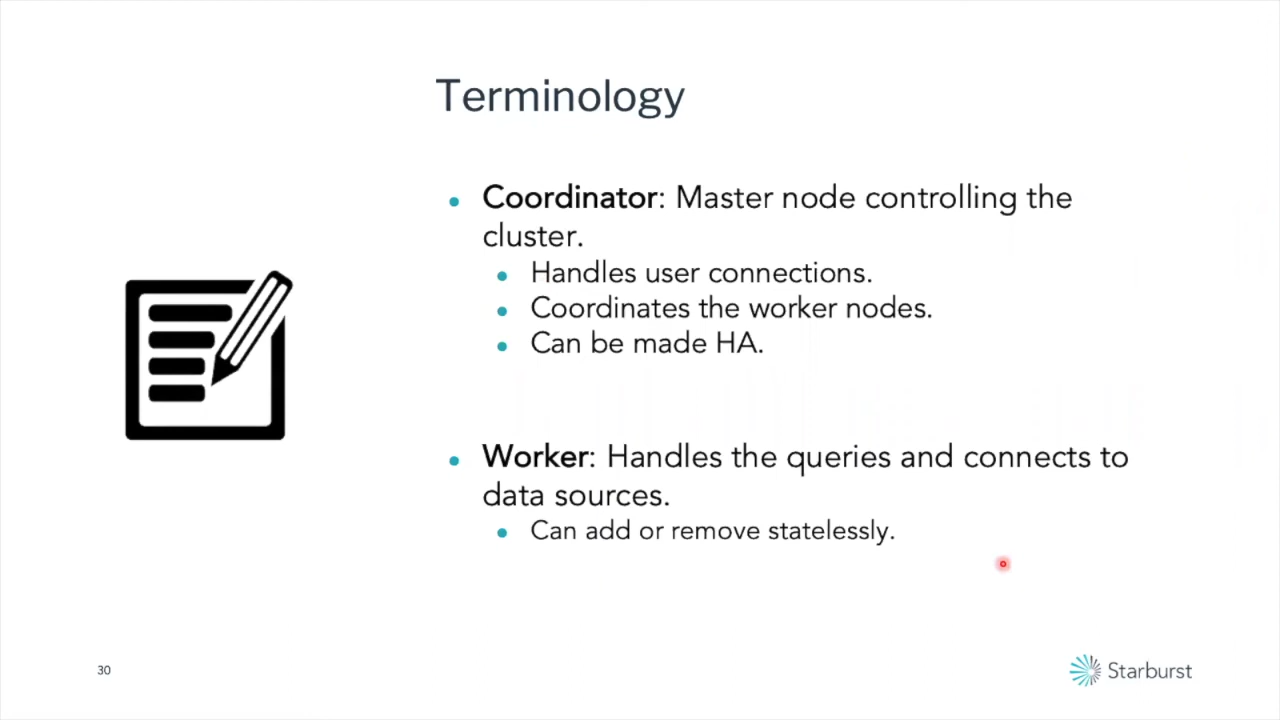 Terminology
• Coordinator: Master node controlling the
cluster.
• Handles user connections.
• Coordinates the worker nodes.
• Can be made HA.
• Worker: Handles the queries and connects to
data sources.
• Can add or remove statelessly.
30
Starburst